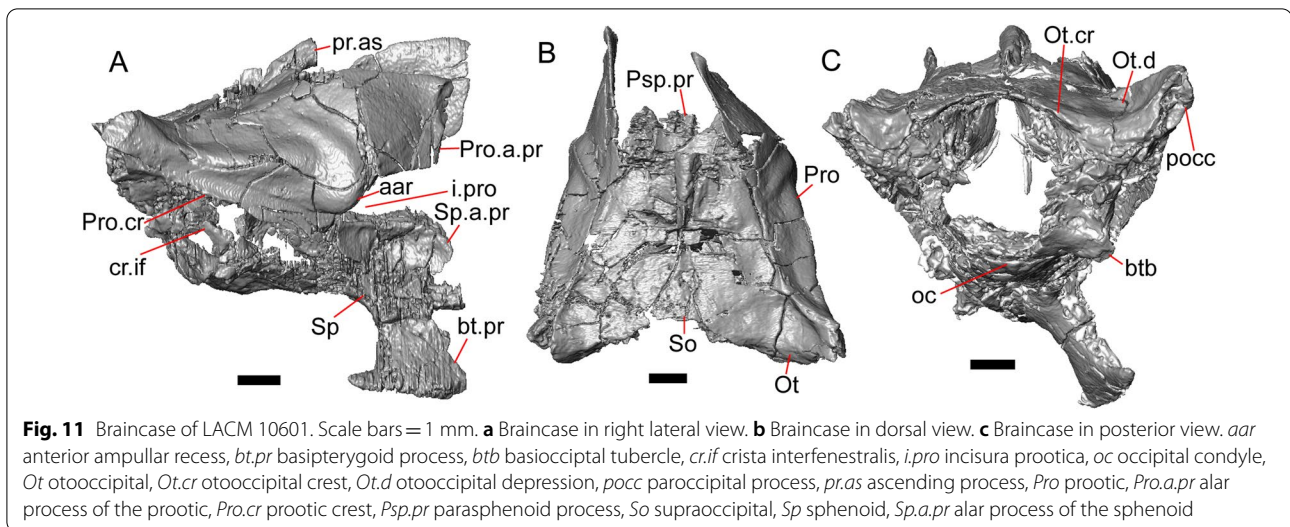 A
pr.as
Pro.a.pr
aar
i.pro
Sp.a.pr
Pro.cr
cr.if
Sp
bt.pr
B
Psp.pr
Pro
So
Ot
C
Ot.cr
Ot.d
pocc
btb
oc
Fig. 11 Braincase of LACM 10601. Scale bars = 1 mm. a Braincase in right lateral view. b Braincase in dorsal view. c Braincase in posterior view. aar
anterior ampullar recess, bt.pr basipterygoid process, btb basiocciptal tubercle, cr.if crista interfenestralis, i.pro incisura prootica, oc occipital condyle,
Ot otooccipital, Ot.cr otooccipital crest, Ot.d otooccipital depression, pocc paroccipital process, pr.as ascending process, Pro prootic, Pro.a.pr alar
process of the prootic, Pro.cr prootic crest, Psp.pr parasphenoid process, So supraoccipital, Sp sphenoid, Sp.a.pr alar process of the sphenoid